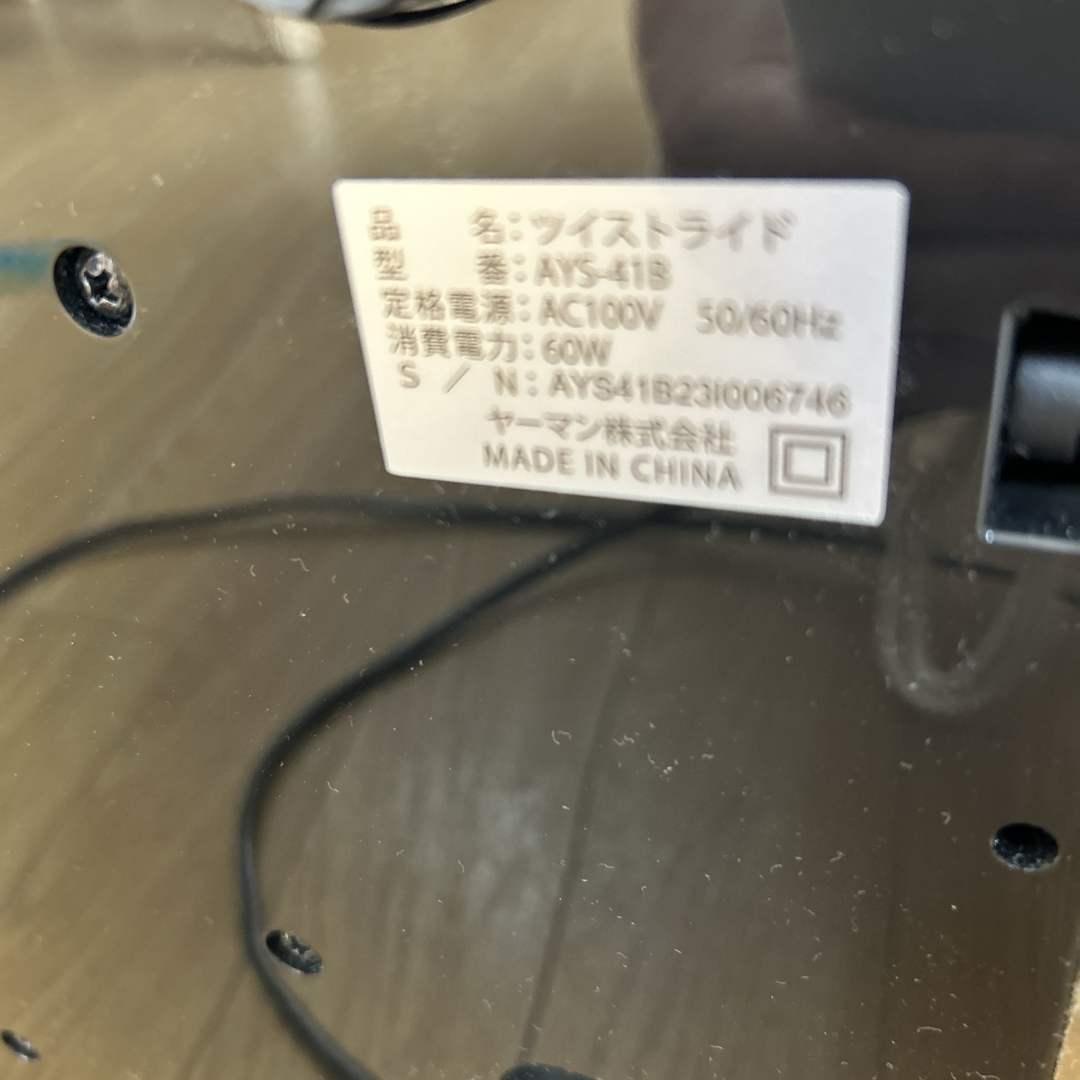 品　名：ツイストライド
型　番：AYS-41B
定格電源：AC100V　50/60Hz
消費電力：60W
S / N：AYS41B23I006746
ヤーマン株式会社
MADE IN CHINA